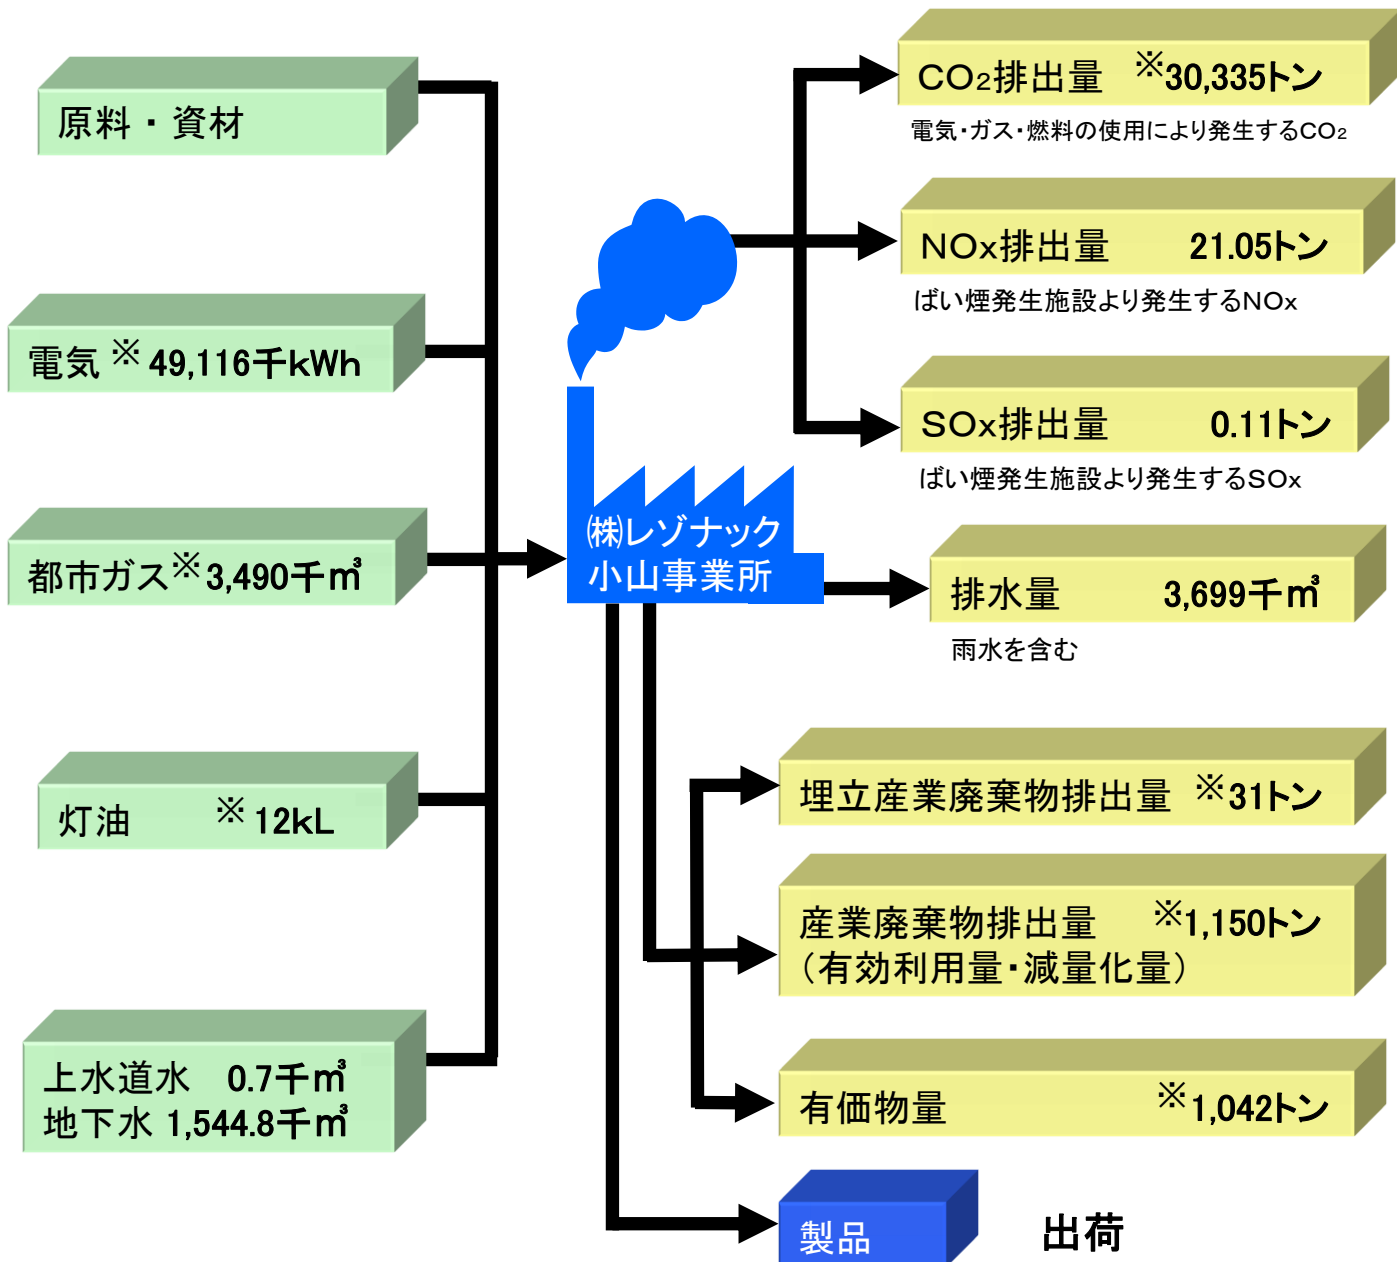 原料・資材
電気 ※ 49,116千kWh
都市ガス※ 3,490千㎥
灯油 ※ 12kL
上水道水 0.7千㎥
地下水 1,544.8千㎥
㈱レゾナック
小山事業所
CO₂排出量 ※30,335トン
電気・ガス・燃料の使用により発生するCO₂
NOx排出量 21.05トン
ばい煙発生施設より発生するNOx
SOx排出量 0.11トン
ばい煙発生施設より発生するSOx
排水量 3,699千㎥
雨水を含む
埋立産業廃棄物排出量 ※31トン
産業廃棄物排出量 ※1,150トン
（有効利用量・減量化量）
有価物量 ※1,042トン
製品 出荷